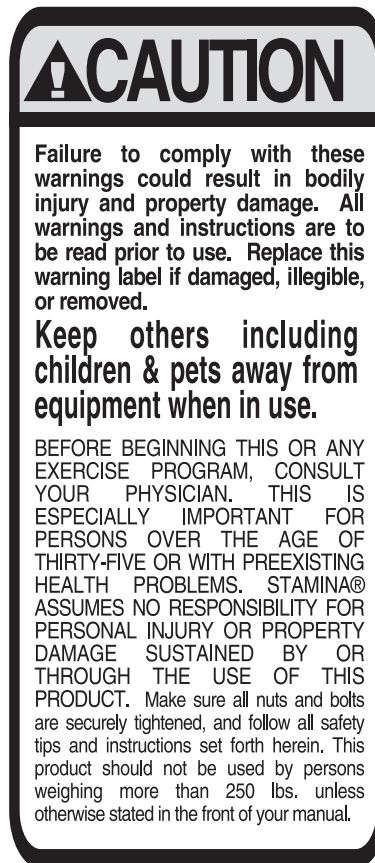 CAUTION
Failure to comply with these
warnings could result in bodily
injury and property damage. All
warnings and instructions are to
be read prior to use. Replace this
warning label if damaged, illegible,
or removed.
Keep others including
children & pets away from
equipment when in use.
BEFORE BEGINNING THIS OR ANY
EXERCISE PROGRAM, CONSULT
YOUR PHYSICIAN. THIS IS
ESPECIALLY IMPORTANT FOR
PERSONS OVER THE AGE OF
THIRTY-FIVE OR WITH PREEXISTING
HEALTH PROBLEMS. STAMINA®
ASSUMES NO RESPONSIBILITY FOR
PERSONAL INJURY OR PROPERTY
DAMAGE SUSTAINED BY OR
THROUGH THE USE OF THIS
PRODUCT. Make sure all nuts and bolts
are securely tightened, and follow all safety
tips and instructions set forth herein. This
product should not be used by persons
weighing more than 250 lbs. unless
otherwise stated in the front of your manual.